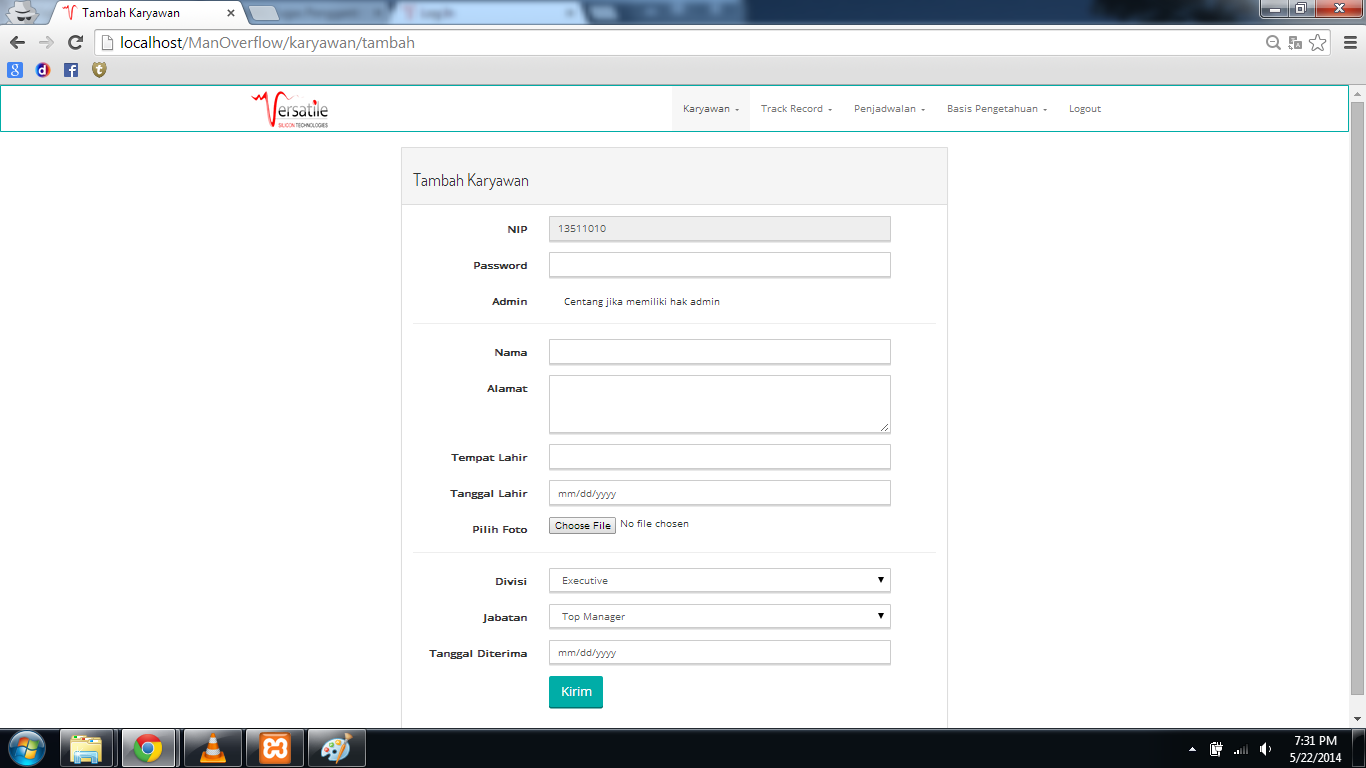 Tambah Karyawan
Log In
localhost/ManOverflow/karyawan/tambah
Versatile
SILICON TECHNOLOGIES
Karyawan Track Record Penjadwalan Basis Pengetahuan Logout
Tambah Karyawan
NIP 13511010
Password
Admin Centang jika memiliki hak admin
Nama
Alamat
Tempat Lahir
Tanggal Lahir mm/dd/yyyy
Pilih Foto Choose File No file chosen
Divisi Executive
Jabatan Top Manager
Tanggal Diterima mm/dd/yyyy
Kirim
7:31 PM
5/22/2014